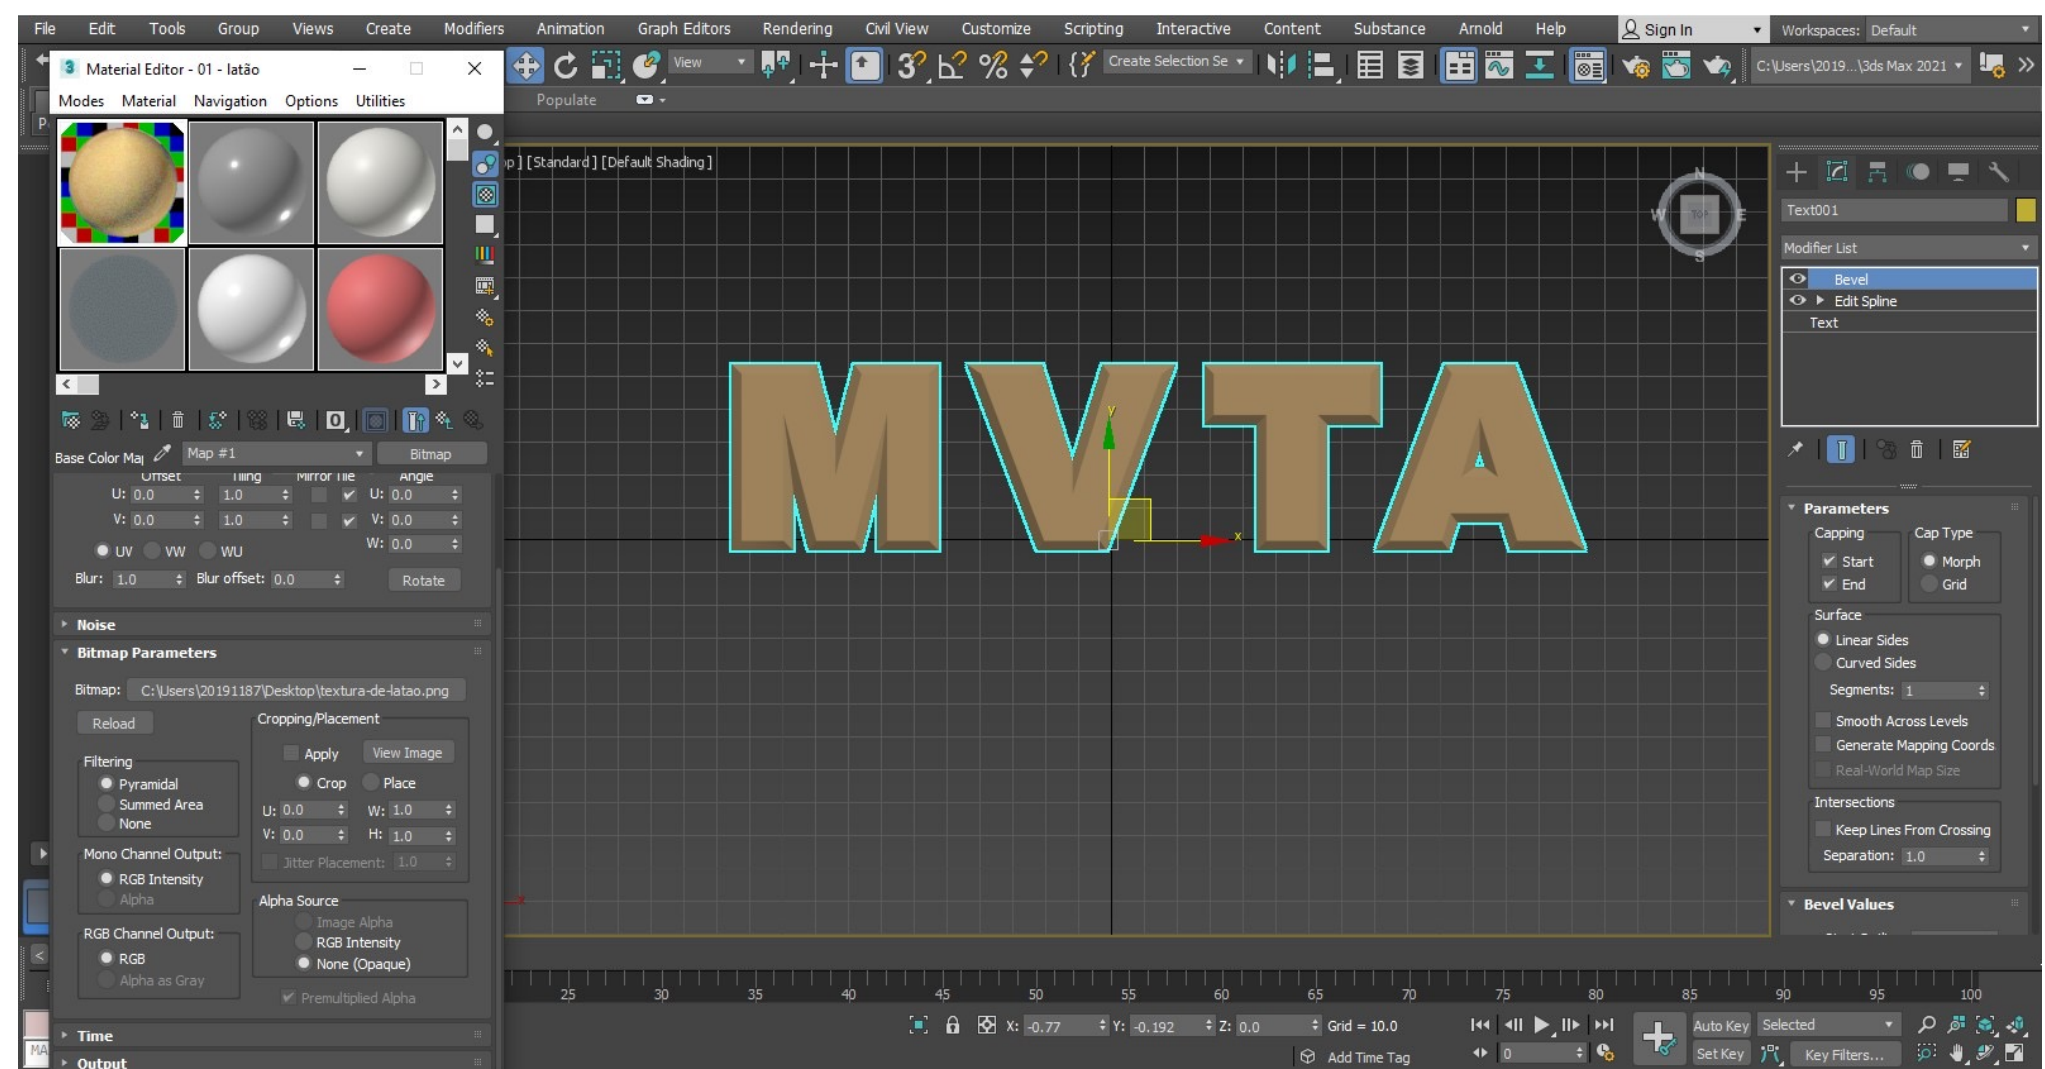 File Edit Tools Group Views Create Modifiers Animation Graph Editors Rendering Civil View Customize Scripting Interactive Content Substance Arnold Help Sign In Workspaces: Default
3 Material Editor - 01 - latão
View
Create Selection Se
C:\Users\2019...\3ds Max 2021
Modes Material Navigation Options Utilities
Populate
[Standard ] [Default Shading ]
N
W TOP E
S
Text001
Modifier List
Bevel
Edit Spline
Text
MVTA
y
x
Base Color Map Map #1 Bitmap
Offset Tiling Mirror Tile Angle
U: 0.0 1.0 U: 0.0
V: 0.0 1.0 V: 0.0
UV VW WU W: 0.0
Blur: 1.0 Blur offset: 0.0 Rotate
Noise
Bitmap Parameters
Bitmap: C:\Users\20191187\Desktop\textura-de-latao.png
Reload
Cropping/Placement
Apply View Image
Crop Place
U: 0.0 W: 1.0
V: 0.0 H: 1.0
Jitter Placement: 1.0
Filtering
Pyramidal
Summed Area
None
Mono Channel Output:
RGB Intensity
Alpha
RGB Channel Output:
RGB
Alpha as Gray
Alpha Source
Image Alpha
RGB Intensity
None (Opaque)
Premultiplied Alpha
Time
Output
Parameters
Capping Cap Type
Start Morph
End Grid
Surface
Linear Sides
Curved Sides
Segments: 1
Smooth Across Levels
Generate Mapping Coords
Real-World Map Size
Intersections
Keep Lines From Crossing
Separation: 1.0
Bevel Values
25 30 35 40 45 50 55 60 65 70 75 80 85 90 95 100
X: -0.77 Y: -0.192 Z: 0.0 Grid = 10.0
Auto Key Selected
Add Time Tag
0
Set Key Key Filters...